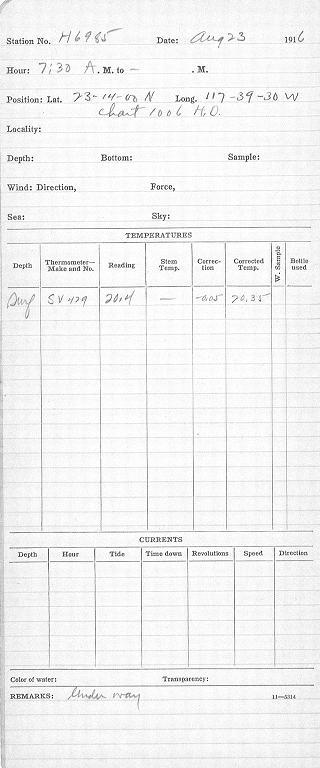 Station No. H6985 Date: Aug 23 1916
Hour: 7:30 A. M. to – . M.
Position: Lat. 23-14-00 N Long. 117-39-30 W
Chart 1006 H.O.
Locality:
Depth: Bottom: Sample:
Wind: Direction, Force,
Sea: Sky:
TEMPERATURES
Depth Thermometer—Make and No. Reading Stem Temp. Correc-tion Corrected Temp. W. Sample Bottle used
Surf SV 429 20.4 — -0.05 20.35
CURRENTS
Depth Hour Tide Time down Revolutions Speed Direction
Color of water: Transparency:
REMARKS: Under way 11—5314